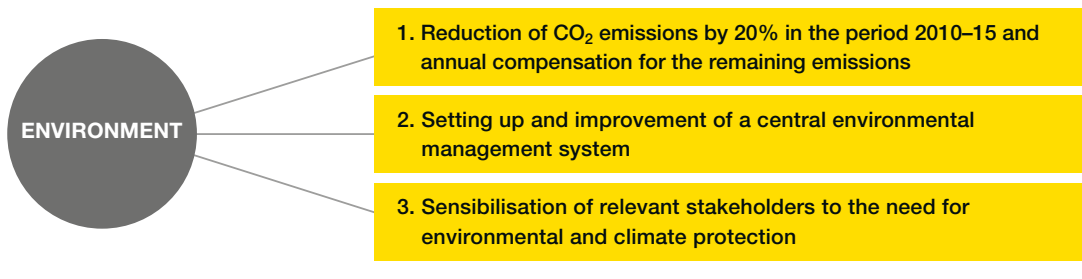 ENVIRONMENT
1. Reduction of CO₂ emissions by 20% in the period 2010–15 and
annual compensation for the remaining emissions
2. Setting up and improvement of a central environmental
management system
3. Sensibilisation of relevant stakeholders to the need for
environmental and climate protection